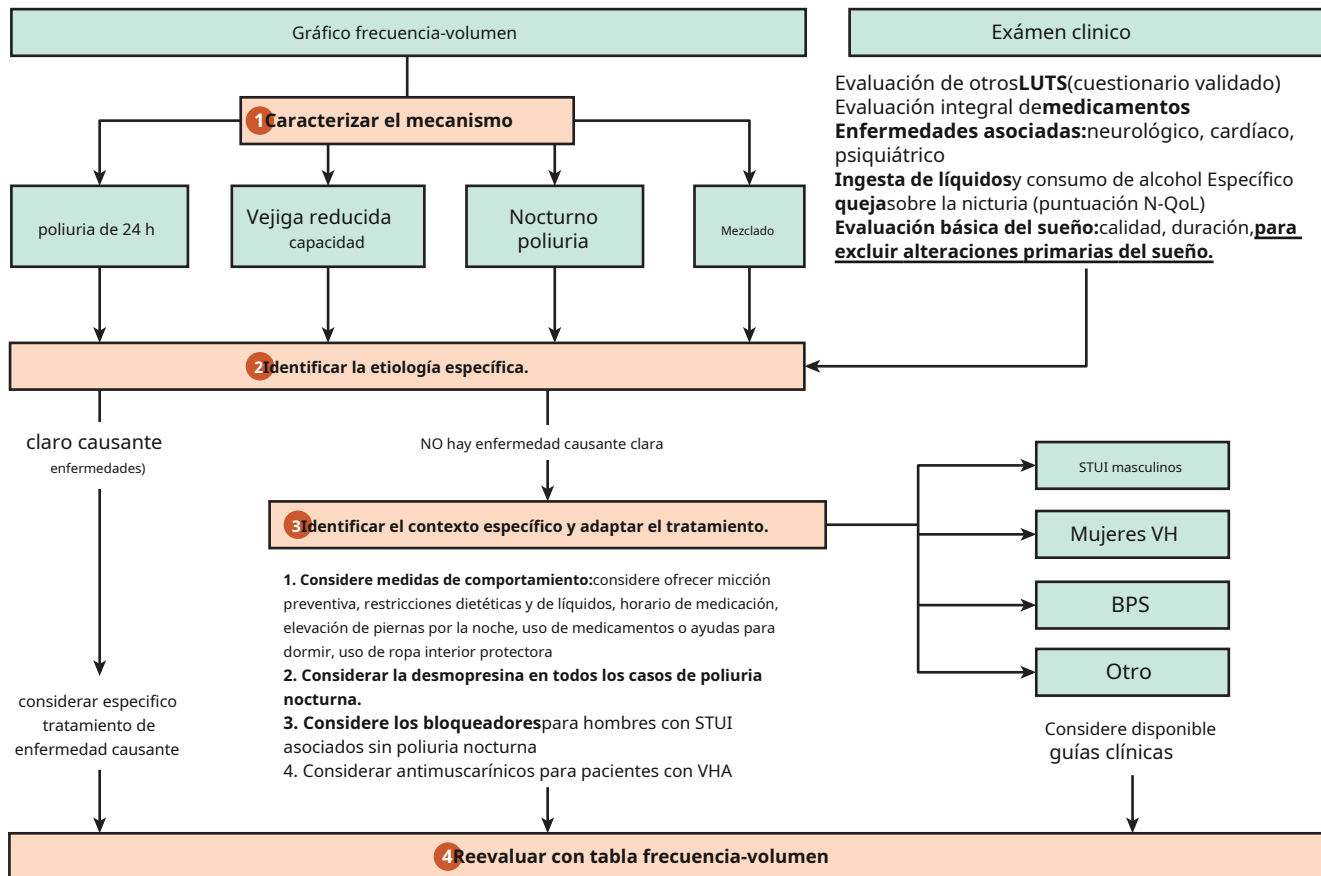 Gráfico frecuencia-volumen
Exámen clinico
Evaluación de otrosLUTS(cuestionario validado)
Evaluación integral demedicamentos
Enfermedades asociadas:neurológico, cardíaco,
psiquiátrico
Ingesta de líquidosy consumo de alcohol Específico
quejasobre la nicturia (puntuación N-QoL)
Evaluación básica del sueño:calidad, duración,para
excluir alteraciones primarias del sueño.
1Caracterizar el mecanismo
poliuria de 24 h
Vejiga reducida
capacidad
Nocturno
poliuria
Mezclado
2Identificar la etiología específica.
claro causante
enfermedades)
NO hay enfermedad causante clara
3Identificar el contexto específico y adaptar el tratamiento.
STUI masculinos
Mujeres VH
BPS
Otro
1. Considere medidas de comportamiento:considere ofrecer micción
preventiva, restricciones dietéticas y de líquidos, horario de medicación,
elevación de piernas por la noche, uso de medicamentos o ayudas para
dormir, uso de ropa interior protectora
2. Considerar la desmopresina en todos los casos de poliuria
nocturna.
3. Considere los bloqueadorespara hombres con STUI
asociados sin poliuria nocturna
4. Considerar antimuscarínicos para pacientes con VHA
considerar especifico
tratamiento de
enfermedad causante
Considere disponible
guías clínicas
4Reevaluar con tabla frecuencia-volumen